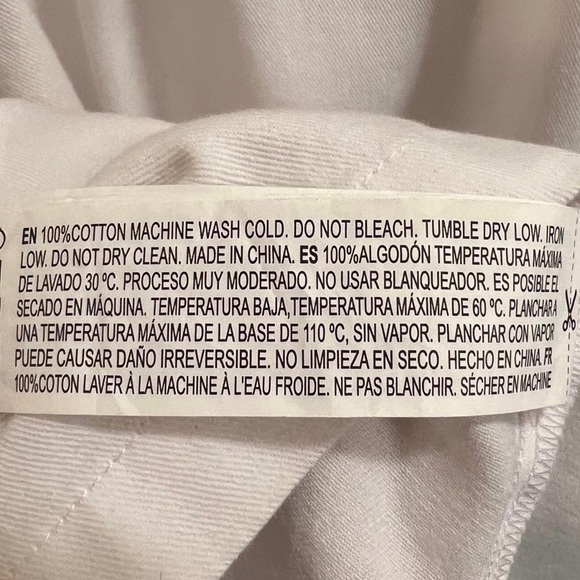 EN 100%COTTON MACHINE WASH COLD. DO NOT BLEACH. TUMBLE DRY LOW. IRON
LOW. DO NOT DRY CLEAN. MADE IN CHINA. ES 100%ALGODÓN TEMPERATURA MÁXIMA
DE LAVADO 30 ºC. PROCESO MUY MODERADO. NO USAR BLANQUEADOR. ES POSIBLE EL
SECADO EN MÁQUINA. TEMPERATURA BAJA,TEMPERATURA MÁXIMA DE 60 ºC. PLANCHAR A
UNA TEMPERATURA MÁXIMA DE LA BASE DE 110 ºC, SIN VAPOR. PLANCHAR CON VAPOR
PUEDE CAUSAR DAÑO IRREVERSIBLE. NO LIMPIEZA EN SECO. HECHO EN CHINA. FR
100%COTON LAVER À LA MACHINE À L'EAU FROIDE. NE PAS BLANCHIR. SÉCHER EN MACHINE